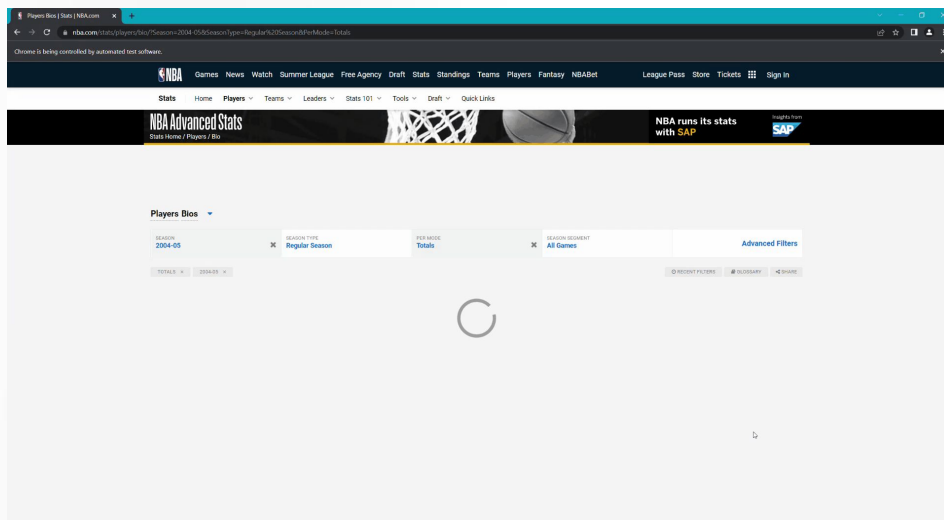 Players Bios | Stats | NBA.com
nba.com/stats/players/bio/?Season=2004-05&SeasonType=Regular%20Season&PerMode=Totals
Chrome is being controlled by automated test software.
NBA Games News Watch Summer League Free Agency Draft Stats Standings Teams Players Fantasy NBABet League Pass Store Tickets Sign In
Stats Home Players Teams Leaders Stats 101 Tools Draft Quick Links
NBA Advanced Stats
Stats Home / Players / Bio
NBA runs its stats
with SAP
Insights from
SAP
Players Bios
SEASON SEASON TYPE PER MODE SEASON SEGMENT
2004-05 Regular Season Totals All Games Advanced Filters
TOTALS × 2004-05 × RECENT FILTERS GLOSSARY SHARE